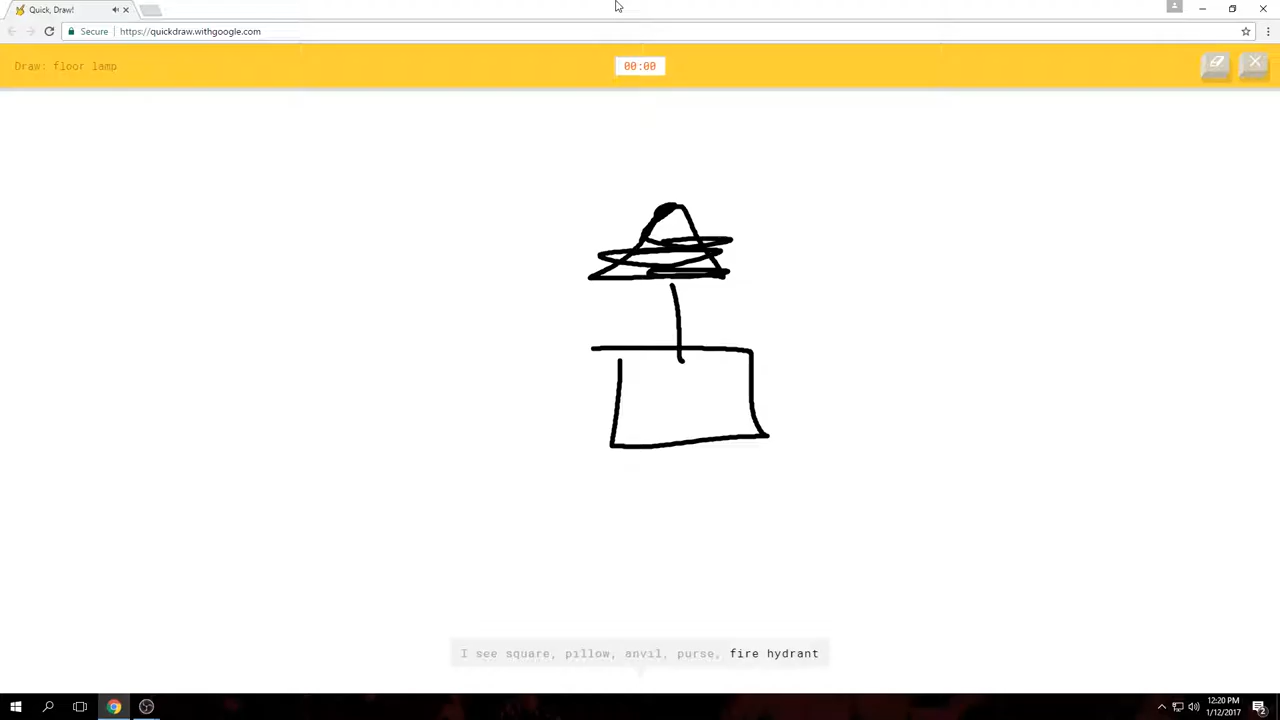 Quick, Draw!
Secure https://quickdraw.withgoogle.com
Draw: floor lamp
00:00
I see square, pillow, anvil, purse, fire hydrant
12:20 PM
1/12/2017
2